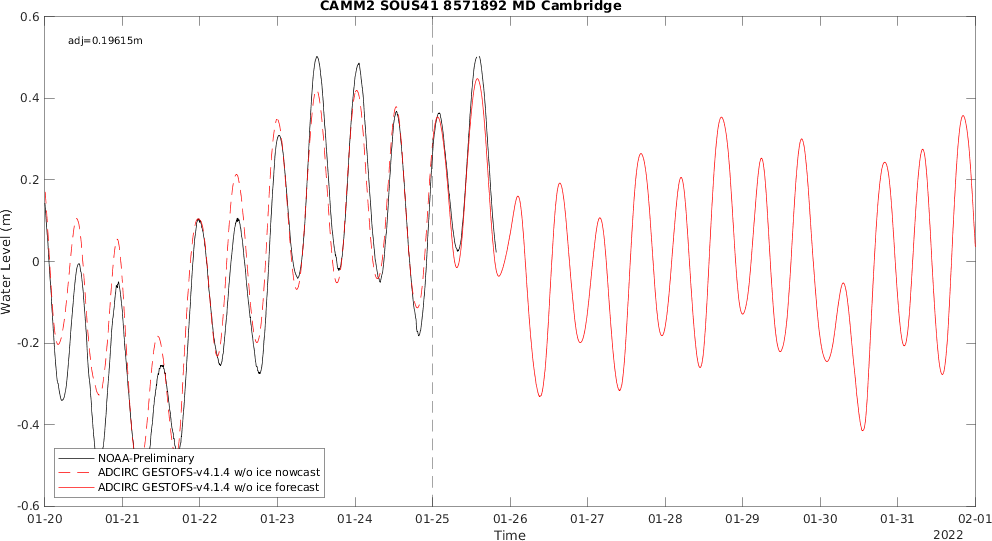 CAMM2 SOUS41 8571892 MD Cambridge
adj=0.19615m
0.6
0.4
0.2
0
-0.2
-0.4
-0.6
Water Level (m)
NOAA-Preliminary
ADCIRC GESTOFS-v4.1.4 w/o ice nowcast
ADCIRC GESTOFS-v4.1.4 w/o ice forecast
01-20 01-21 01-22 01-23 01-24 01-25 01-26 01-27 01-28 01-29 01-30 01-31 02-01
Time
2022